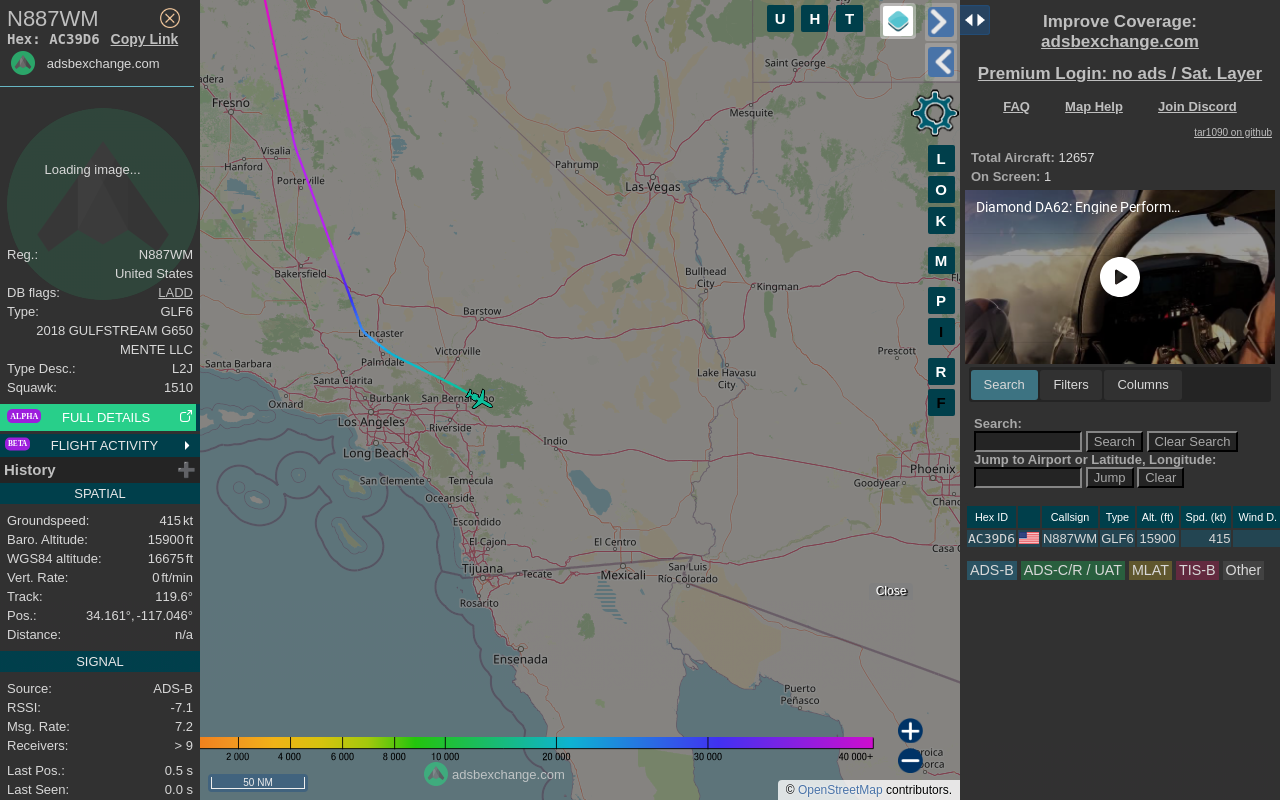 N887WM
Hex: AC39D6 Copy Link
adsbexchange.com
Loading image...
Reg.: N887WM
United States
DB flags: LADD
Type: GLF6
2018 GULFSTREAM G650
MENTE LLC
Type Desc.: L2J
Squawk: 1510
ALPHA FULL DETAILS
BETA FLIGHT ACTIVITY
History
SPATIAL
Groundspeed: 415 kt
Baro. Altitude: 15900 ft
WGS84 altitude: 16675 ft
Vert. Rate: 0 ft/min
Track: 119.6°
Pos.: 34.161°, -117.046°
Distance: n/a
SIGNAL
Source: ADS-B
RSSI: -7.1
Msg. Rate: 7.2
Receivers: > 9
Last Pos.: 0.5 s
Last Seen: 0.0 s
U H T
Saint George
Fresno
Mesquite
Visalia
Hanford
Porterville
Pahrump
Las Vegas
Bakersfield
Bullhead
City
Kingman
Barstow
Lancaster
Palmdale
Victorville
Prescott
Santa Barbara
Santa Clarita
Lake Havasu
City
Oxnard
Burbank
Los Angeles
Riverside
Long Beach
Indio
San Clemente
Temecula
Phoenix
Goodyear
Oceanside
Escondido
El Cajon
El Centro
Tijuana
Tecate
Mexicali
San Luis
Río Colorado
Rosarito
Ensenada
Puerto
Peñasco
L
O
K
M
P
I
R
F
Close
2 000 4 000 6 000 8 000 10 000 20 000 30 000 40 000+
50 NM
adsbexchange.com
© OpenStreetMap contributors.
Improve Coverage:
adsbexchange.com
Premium Login: no ads / Sat. Layer
FAQ Map Help Join Discord
tar1090 on github
Total Aircraft: 12657
On Screen: 1
Diamond DA62: Engine Perform...
Search Filters Columns
Search:
Search Clear Search
Jump to Airport or Latitude, Longitude:
Jump Clear
Hex ID Callsign Type Alt. (ft) Spd. (kt) Wind D.
AC39D6 N887WM GLF6 15900 415
ADS-B ADS-C/R / UAT MLAT TIS-B Other